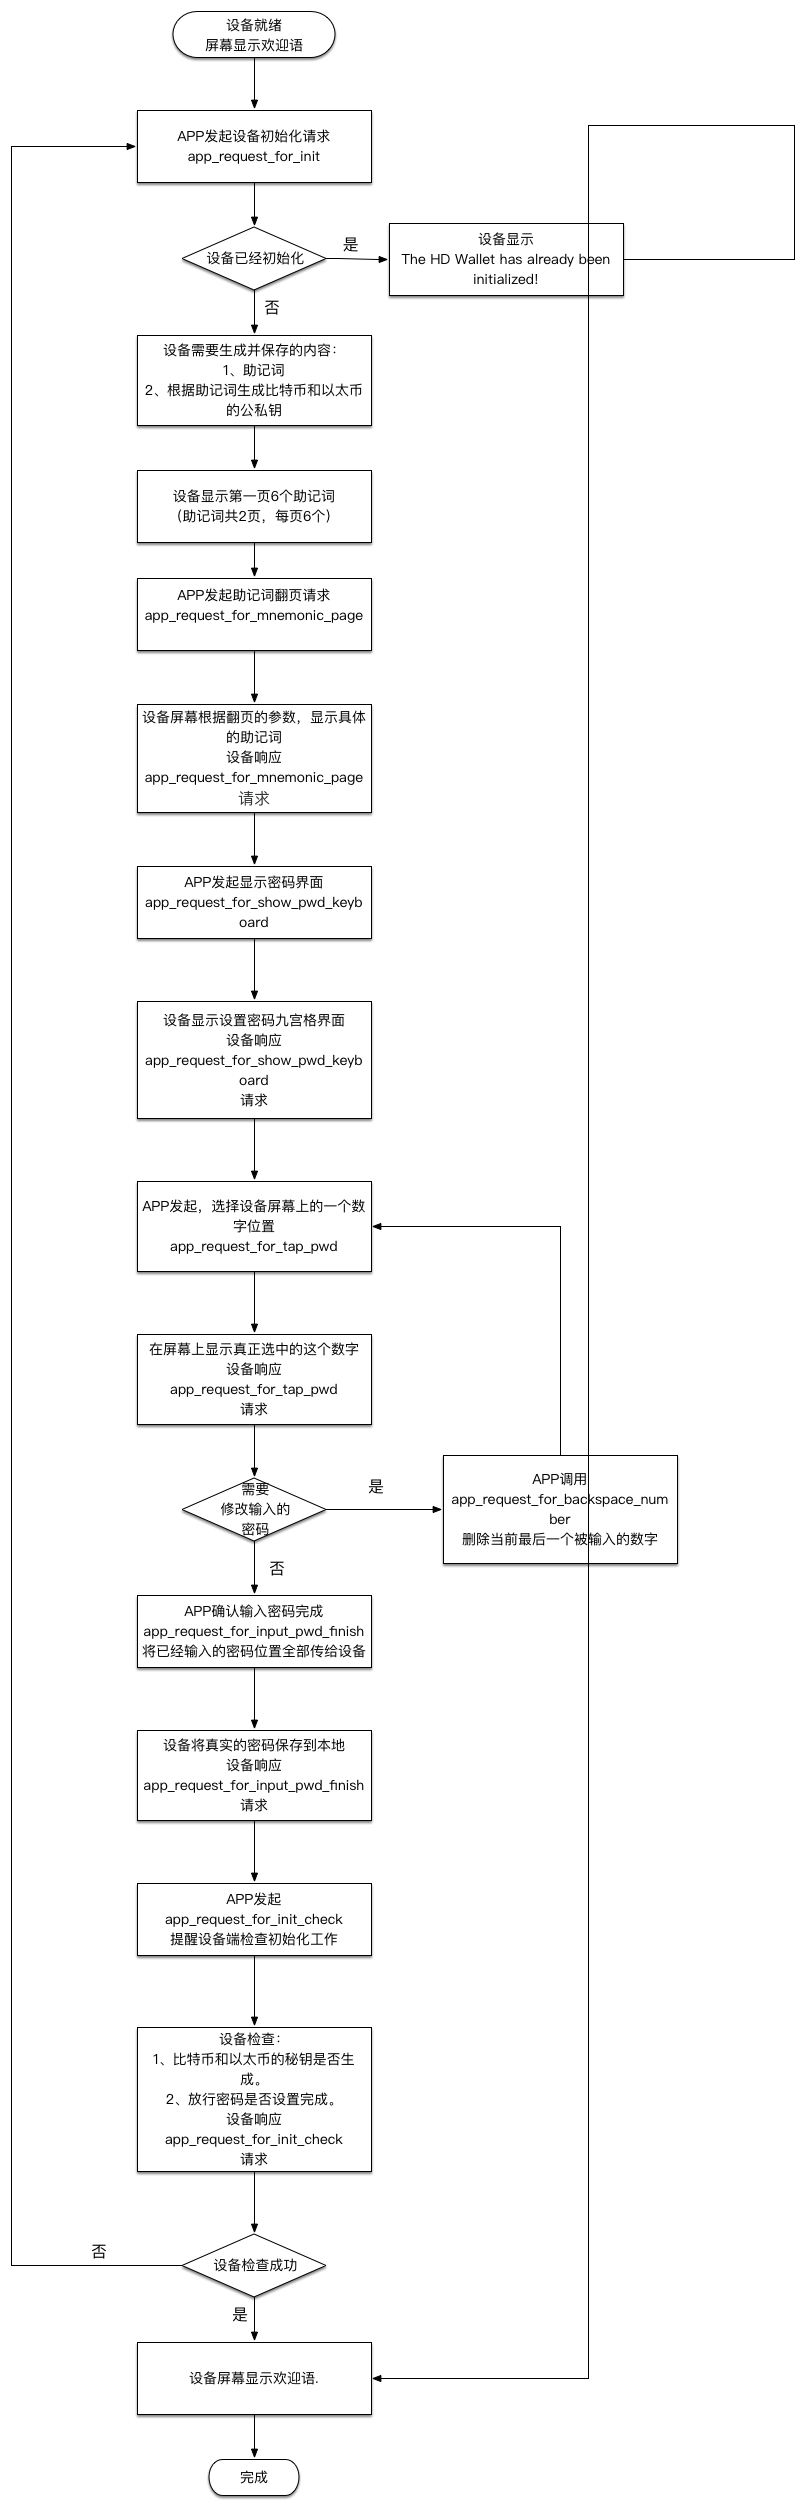 设备就绪
屏幕显示欢迎语
APP发起设备初始化请求
app_request_for_init
设备已经初始化
是
设备显示
The HD Wallet has already been
initialized!
否
设备需要生成并保存的内容：
1、助记词
2、根据助记词生成比特币和以太币
的公私钥
设备显示第一页6个助记词
（助记词共2页，每页6个）
APP发起助记词翻页请求
app_request_for_mnemonic_page
设备屏幕根据翻页的参数，显示具体
的助记词
设备响应
app_request_for_mnemonic_page
请求
APP发起显示密码界面
app_request_for_show_pwd_keyb
oard
设备显示设置密码九宫格界面
设备响应
app_request_for_show_pwd_keyb
oard
请求
APP发起，选择设备屏幕上的一个数
字位置
app_request_for_tap_pwd
在屏幕上显示真正选中的这个数字
设备响应
app_request_for_tap_pwd
请求
需要
修改输入的
密码
是
APP调用
app_request_for_backspace_num
ber
删除当前最后一个被输入的数字
否
APP确认输入密码完成
app_request_for_input_pwd_finish
将已经输入的密码位置全部传给设备
设备将真实的密码保存到本地
设备响应
app_request_for_input_pwd_finish
请求
APP发起
app_request_for_init_check
提醒设备端检查初始化工作
设备检查：
1、比特币和以太币的秘钥是否生
成。
2、放行密码是否设置完成。
设备响应
app_request_for_init_check
请求
否
设备检查成功
是
设备屏幕显示欢迎语.
完成